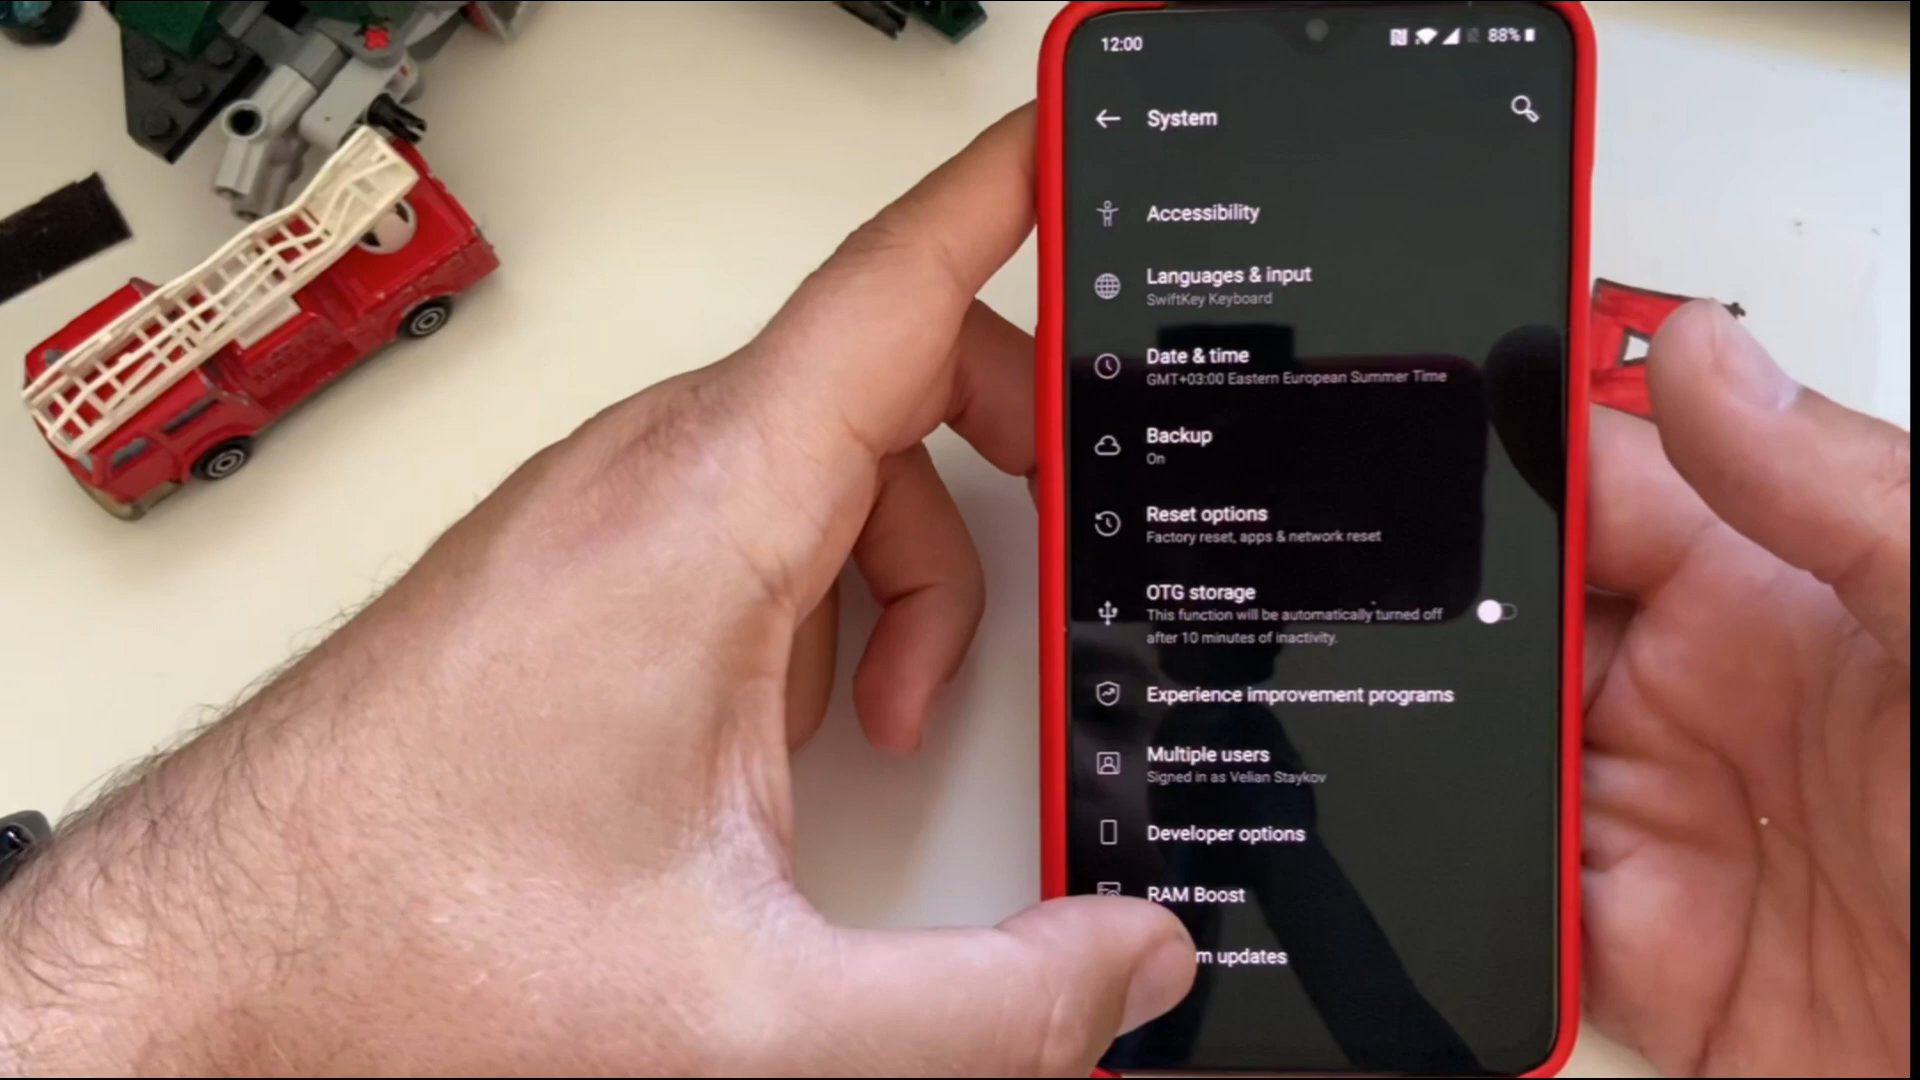 12:00
88%
System
Accessibility
Languages & input
SwiftKey Keyboard
Date & time
GMT+03:00 Eastern European Summer Time
Backup
On
Reset options
Factory reset, apps & network reset
OTG storage
This function will be automatically turned off
after 10 minutes of inactivity.
Experience improvement programs
Multiple users
Signed in as Velian Staykov
Developer options
RAM Boost
m updates